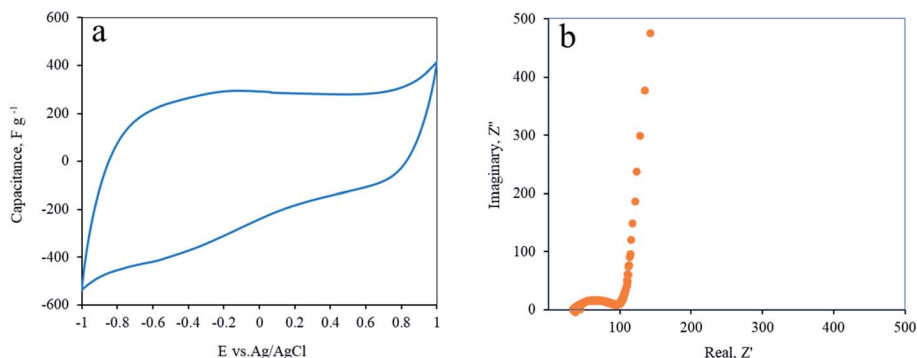 a
600
400
200
0
-200
-400
-600
Capacitance, F g⁻¹
-1 -0.8 -0.6 -0.4 -0.2 0 0.2 0.4 0.6 0.8 1
E vs.Ag/AgCl
b
500
400
300
200
100
0
Imaginary, Z"
100 200 300 400 500
Real, Z'